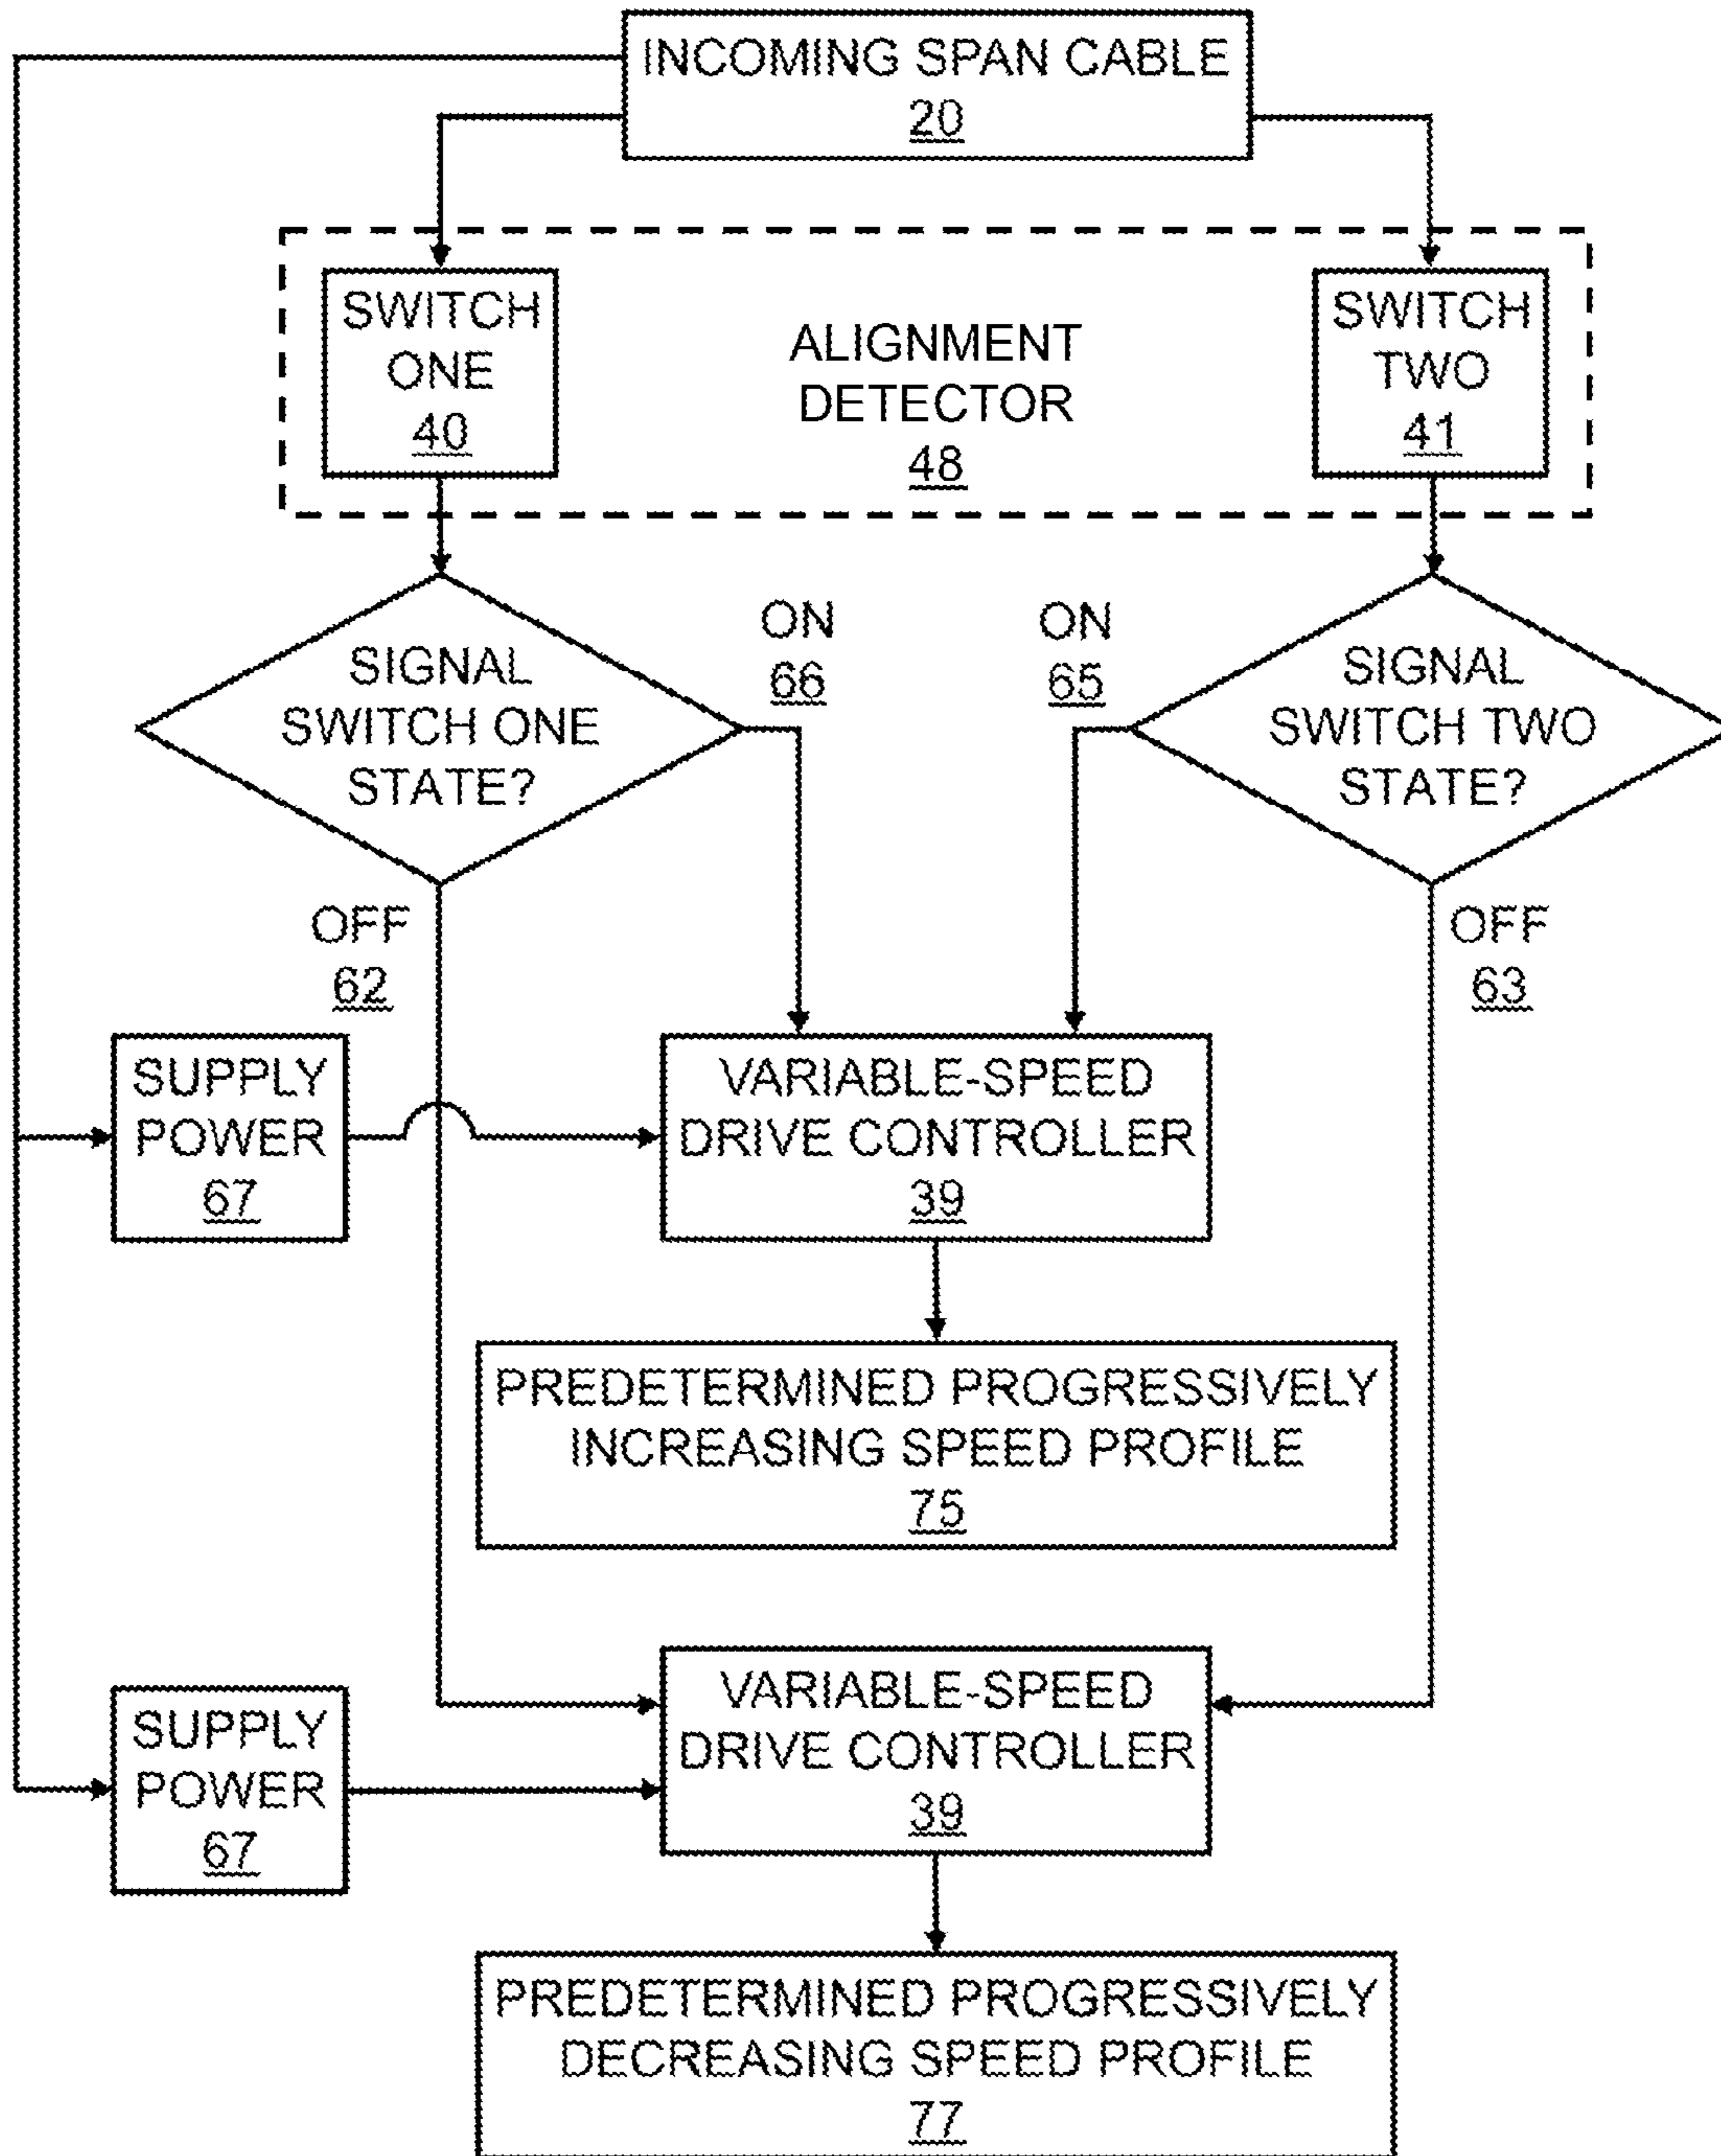 INCOMING SPAN CABLE
20
SWITCH
ONE
40
ALIGNMENT
DETECTOR
48
SWITCH
TWO
41
SIGNAL
SWITCH ONE
STATE?
ON
66
ON
65
SIGNAL
SWITCH TWO
STATE?
OFF
62
OFF
63
SUPPLY
POWER
67
VARIABLE-SPEED
DRIVE CONTROLLER
39
PREDETERMINED PROGRESSIVELY
INCREASING SPEED PROFILE
75
SUPPLY
POWER
67
VARIABLE-SPEED
DRIVE CONTROLLER
39
PREDETERMINED PROGRESSIVELY
DECREASING SPEED PROFILE
77